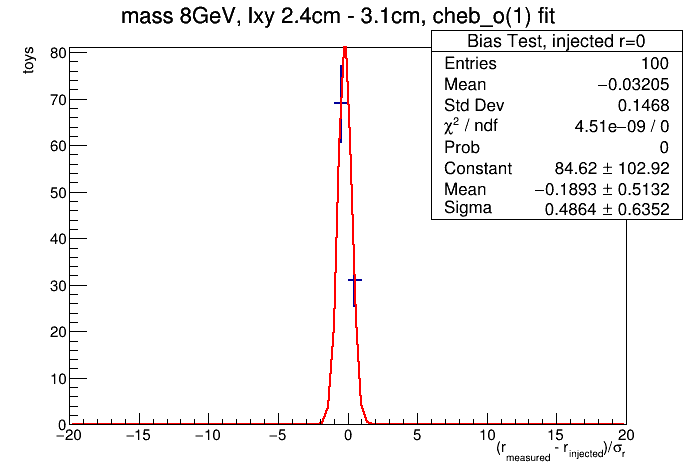 mass 8GeV, lxy 2.4cm - 3.1cm, cheb_o(1) fit
Bias Test, injected r=0
Entries 100
Mean −0.03205
Std Dev 0.1468
χ² / ndf 4.51e−09 / 0
Prob 0
Constant 84.62 ± 102.92
Mean −0.1893 ± 0.5132
Sigma 0.4864 ± 0.6352
toys
80
70
60
50
40
30
20
10
0
−20 −15 −10 −5 0 5 10 15 20
(r_measured - r_injected)/σ_r